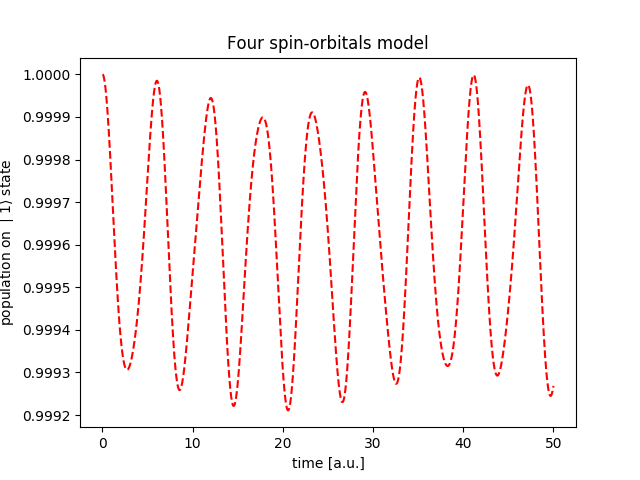 Four spin-orbitals model
1.0000
0.9999
0.9998
0.9997
0.9996
0.9995
0.9994
0.9993
0.9992
population on | 1⟩ state
0 10 20 30 40 50
time [a.u.]